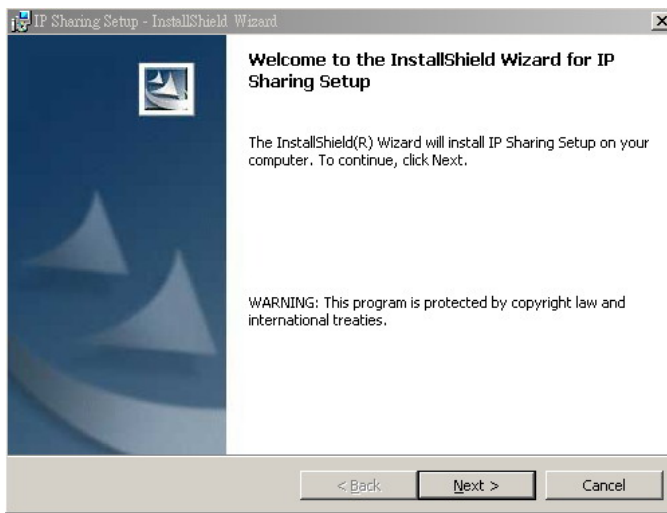 IP Sharing Setup - InstallShield Wizard
Welcome to the InstallShield Wizard for IP
Sharing Setup
The InstallShield(R) Wizard will install IP Sharing Setup on your
computer. To continue, click Next.
WARNING: This program is protected by copyright law and
international treaties.
< Back
Next >
Cancel